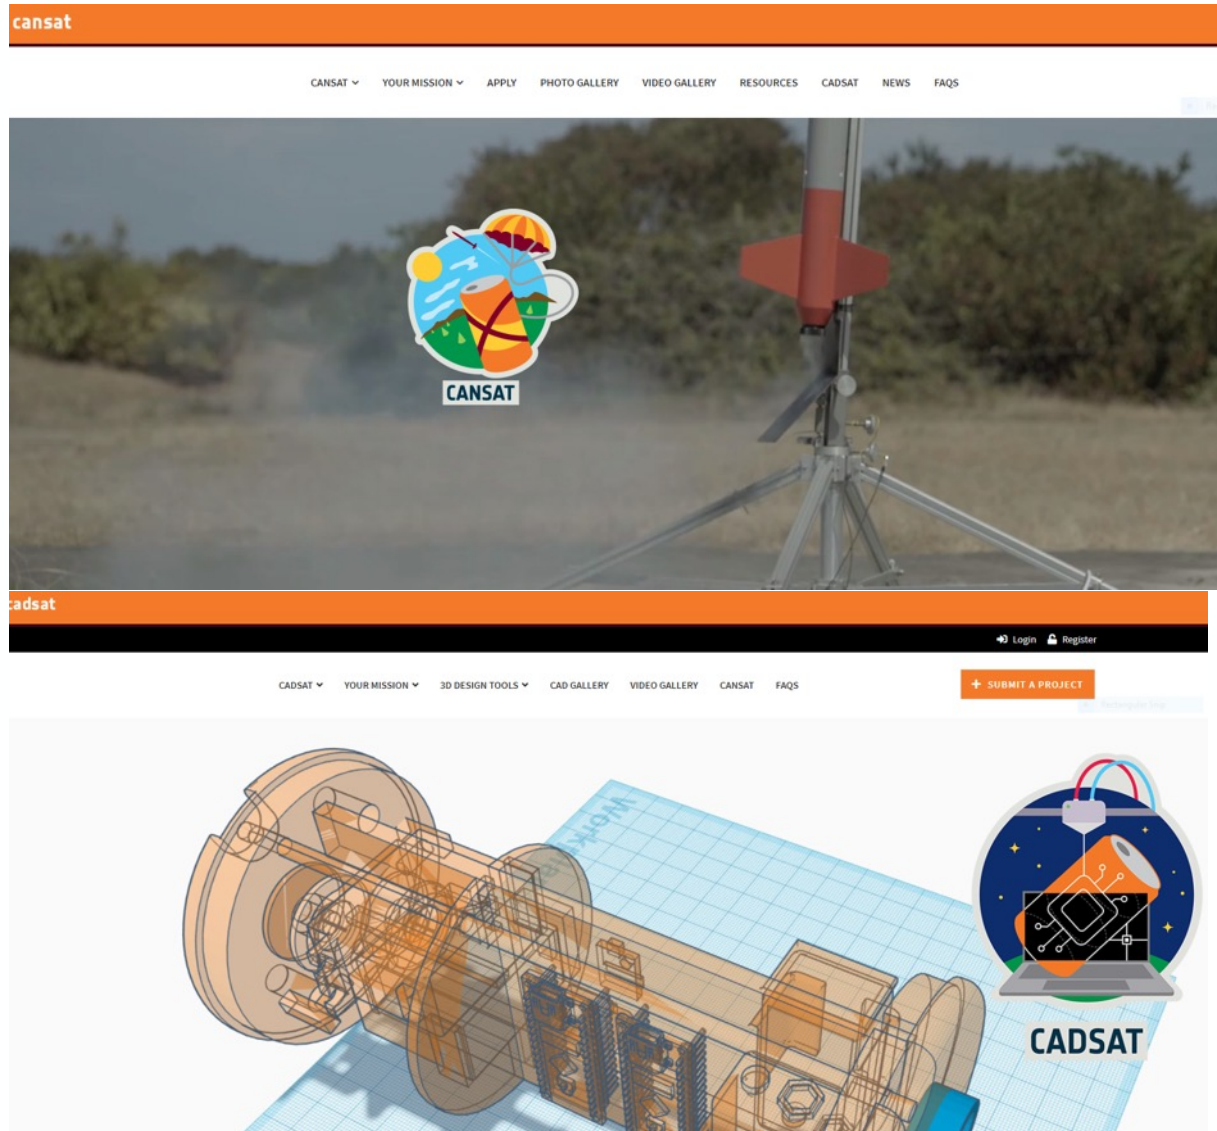 cansat
CANSAT YOUR MISSION APPLY PHOTO GALLERY VIDEO GALLERY RESOURCES CADSAT NEWS FAQS
CANSAT
cadsat
Login Register
CADSAT YOUR MISSION 3D DESIGN TOOLS CAD GALLERY VIDEO GALLERY CANSAT FAQS + SUBMIT A PROJECT
CADSAT